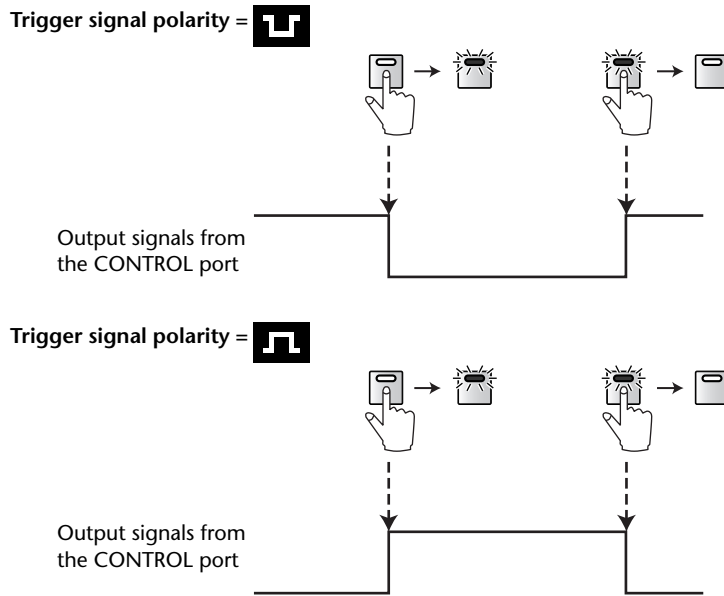 Trigger signal polarity =
Output signals from
the CONTROL port
Trigger signal polarity =
Output signals from
the CONTROL port